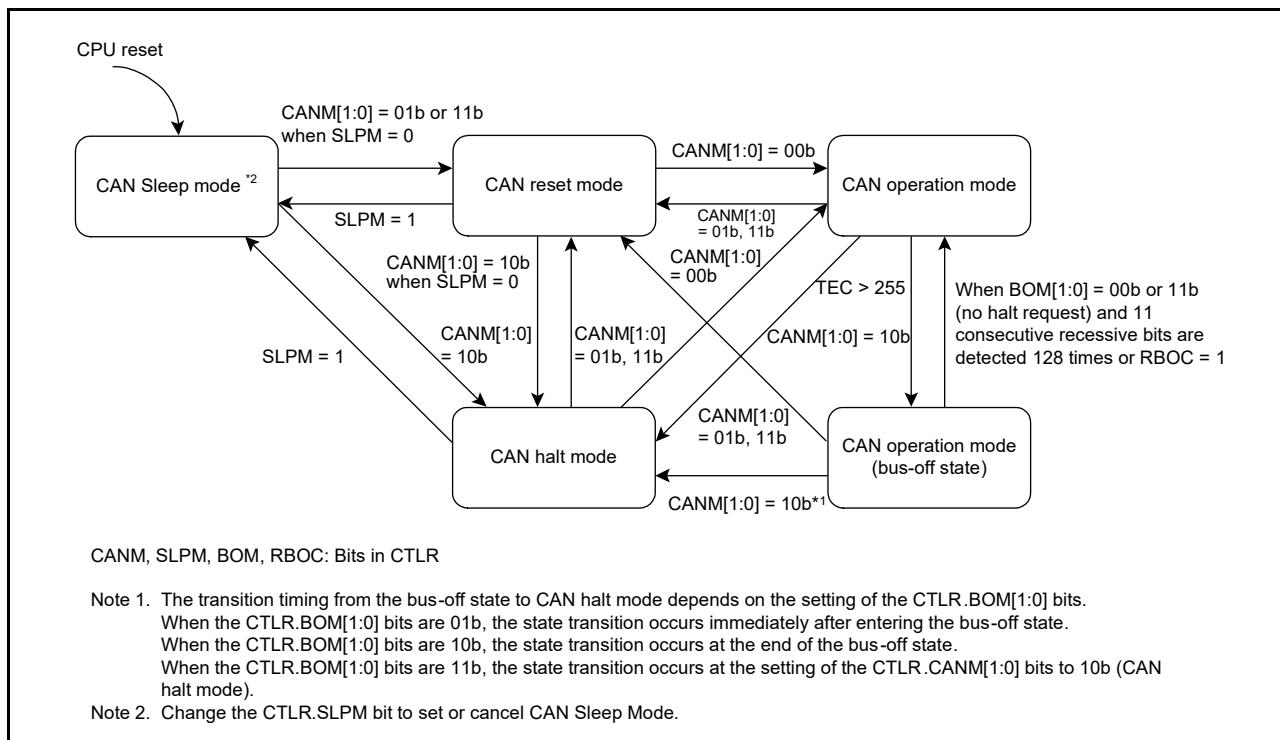 CPU reset
CANM[1:0] = 01b or 11b
when SLPM = 0
CAN Sleep mode *2
CAN reset mode
CANM[1:0] = 00b
CAN operation mode
SLPM = 1
CANM[1:0]
= 01b, 11b
CANM[1:0] = 10b
when SLPM = 0
CANM[1:0]
= 00b
TEC > 255
When BOM[1:0] = 00b or 11b
(no halt request) and 11
consecutive recessive bits are
detected 128 times or RBOC = 1
SLPM = 1
CANM[1:0]
= 10b
CANM[1:0]
= 01b, 11b
CANM[1:0] = 10b
CANM[1:0]
= 01b, 11b
CAN halt mode
CAN operation mode
(bus-off state)
CANM[1:0] = 10b*1
CANM, SLPM, BOM, RBOC: Bits in CTLR
Note 1. The transition timing from the bus-off state to CAN halt mode depends on the setting of the CTLR.BOM[1:0] bits.
When the CTLR.BOM[1:0] bits are 01b, the state transition occurs immediately after entering the bus-off state.
When the CTLR.BOM[1:0] bits are 10b, the state transition occurs at the end of the bus-off state.
When the CTLR.BOM[1:0] bits are 11b, the state transition occurs at the setting of the CTLR.CANM[1:0] bits to 10b (CAN
halt mode).
Note 2. Change the CTLR.SLPM bit to set or cancel CAN Sleep Mode.